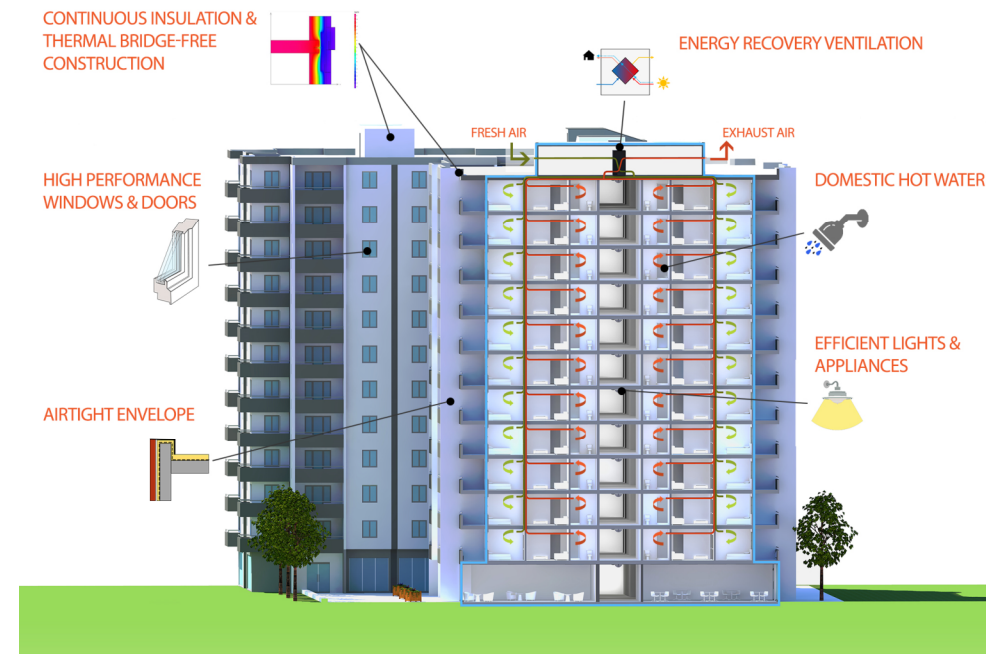 CONTINUOUS INSULATION &
THERMAL BRIDGE-FREE
CONSTRUCTION
ENERGY RECOVERY VENTILATION
FRESH AIR
EXHAUST AIR
HIGH PERFORMANCE
WINDOWS & DOORS
DOMESTIC HOT WATER
EFFICIENT LIGHTS &
APPLIANCES
AIRTIGHT ENVELOPE